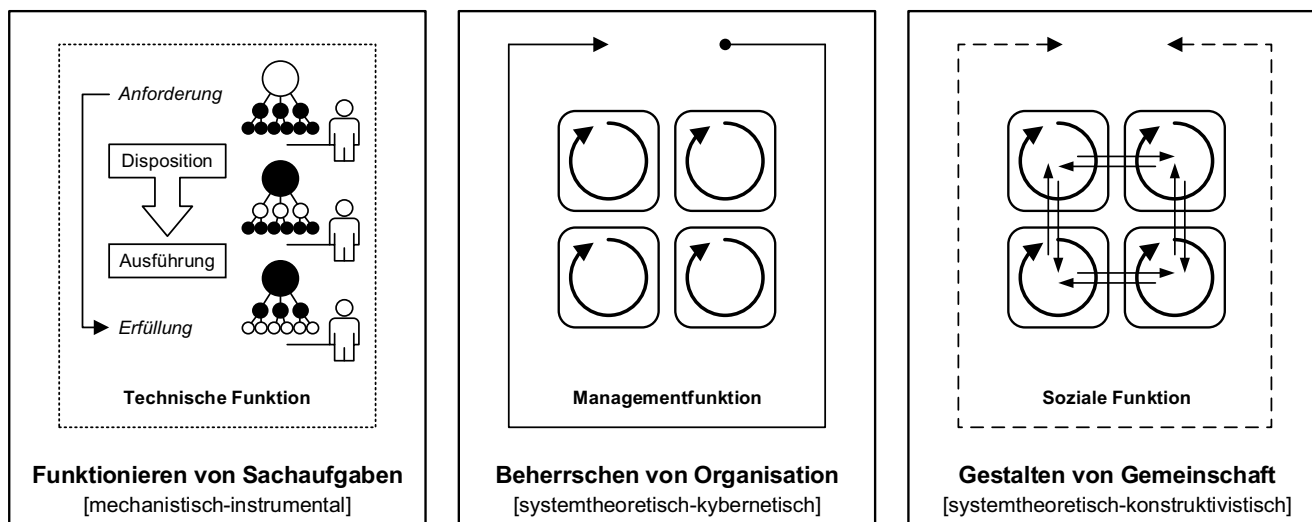 Anforderung
Disposition
Ausführung
Erfüllung
Technische Funktion
Funktionieren von Sachaufgaben
[mechanistisch-instrumental]
Managementfunktion
Beherrschen von Organisation
[systemtheoretisch-kybernetisch]
Soziale Funktion
Gestalten von Gemeinschaft
[systemtheoretisch-konstruktivistisch]